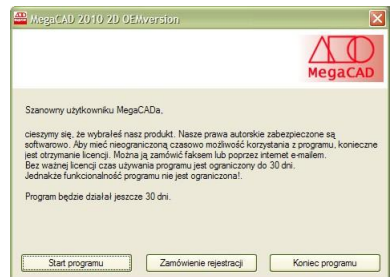 MegaCAD 2010 2D OEMversion
MegaCAD
Szanowny użytkowniku MegaCADa,
cieszymy się, że wybrałeś nasz produkt. Nasze prawa autorskie zabezpieczone są
softwarowo. Aby mieć nieograniczoną czasowo możliwość korzystania z programu, konieczne
jest otrzymanie licencji. Można ją zamówić faksem lub poprzez internet e-mailem.
Bez ważnej licencji czas używania programu jest ograniczony do 30 dni.
Jednakże funkcjonalność programu nie jest ograniczona!.
Program będzie działał jeszcze 30 dni.
Start programu
Zamówienie rejestracji
Koniec programu